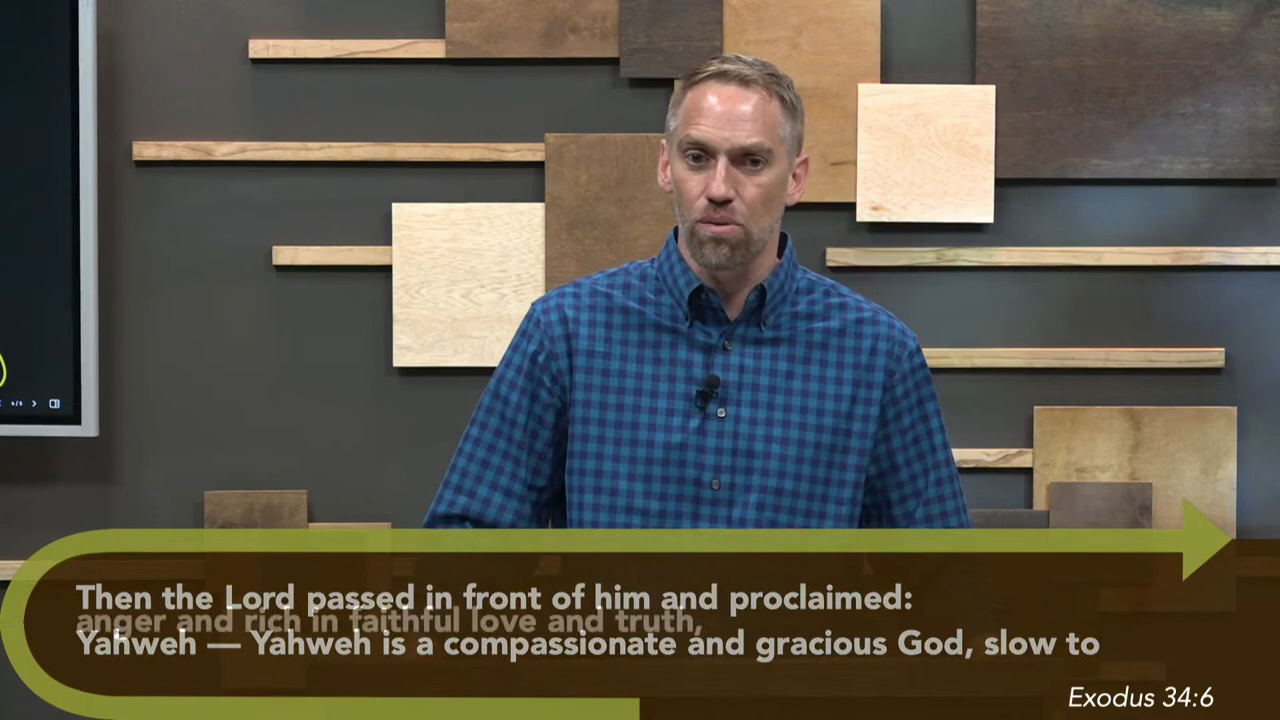 Then the Lord passed in front of him and proclaimed:
anger and rich in faithful love and truth,
Yahweh — Yahweh is a compassionate and gracious God, slow to
Exodus 34:6